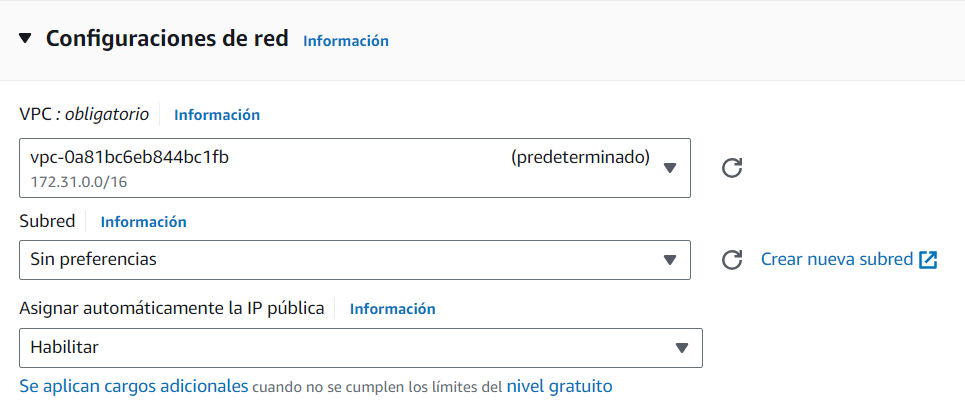 Configuraciones de red Información
VPC : obligatorio Información
vpc-0a81bc6eb844bc1fb (predeterminado)
172.31.0.0/16
Subred Información
Sin preferencias Crear nueva subred
Asignar automáticamente la IP pública Información
Habilitar
Se aplican cargos adicionales cuando no se cumplen los límites del nivel gratuito